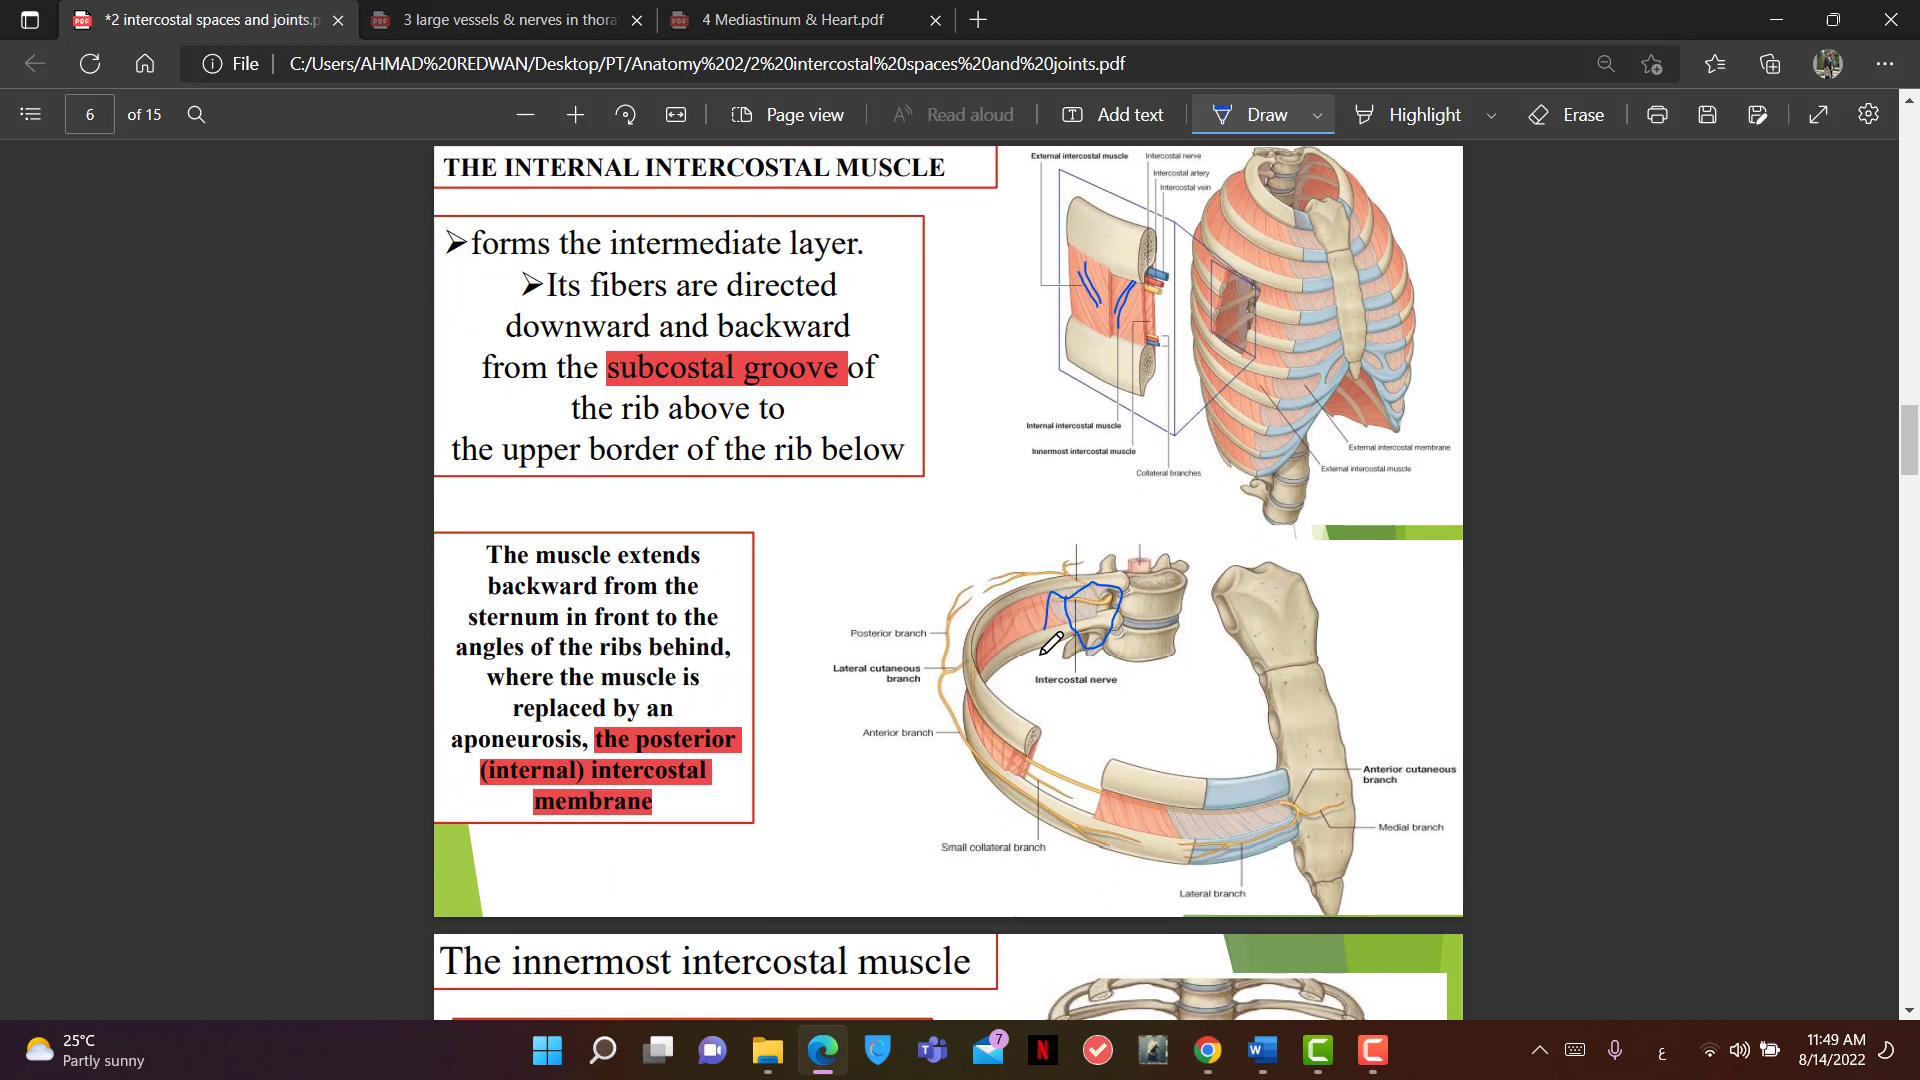 *2 intercostal spaces and joints.p
3 large vessels & nerves in thora
4 Mediastinum & Heart.pdf
File
C:/Users/AHMAD%20REDWAN/Desktop/PT/Anatomy%202/2%20intercostal%20spaces%20and%20joints.pdf
6 of 15
Page view
Read aloud
Add text
Draw
Highlight
Erase
THE INTERNAL INTERCOSTAL MUSCLE
➢forms the intermediate layer.
➢Its fibers are directed
downward and backward
from the subcostal groove of
the rib above to
the upper border of the rib below
External intercostal muscle
Intercostal nerve
Intercostal artery
Intercostal vein
Internal intercostal muscle
Innermost intercostal muscle
Collateral branches
External intercostal membrane
External intercostal muscle
The muscle extends
backward from the
sternum in front to the
angles of the ribs behind,
where the muscle is
replaced by an
aponeurosis, the posterior
(internal) intercostal
membrane
Posterior branch
Lateral cutaneous
branch
Intercostal nerve
Anterior branch
Small collateral branch
Anterior cutaneous
branch
Medial branch
Lateral branch
The innermost intercostal muscle
25°C
Partly sunny
7
ع
11:49 AM
8/14/2022